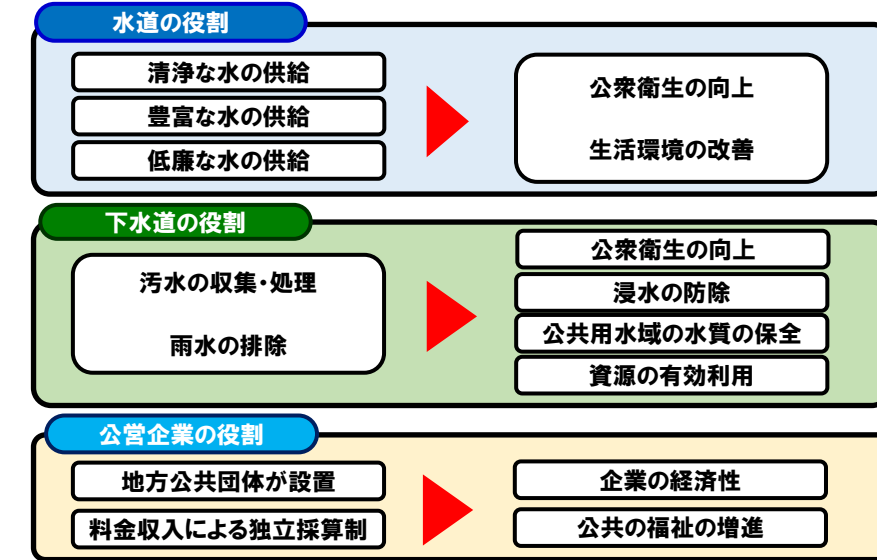 水道の役割
清浄な水の供給
豊富な水の供給
低廉な水の供給
公衆衛生の向上
生活環境の改善
下水道の役割
汚水の収集・処理
雨水の排除
公衆衛生の向上
浸水の防除
公共用水域の水質の保全
資源の有効利用
公営企業の役割
地方公共団体が設置
料金収入による独立採算制
企業の経済性
公共の福祉の増進